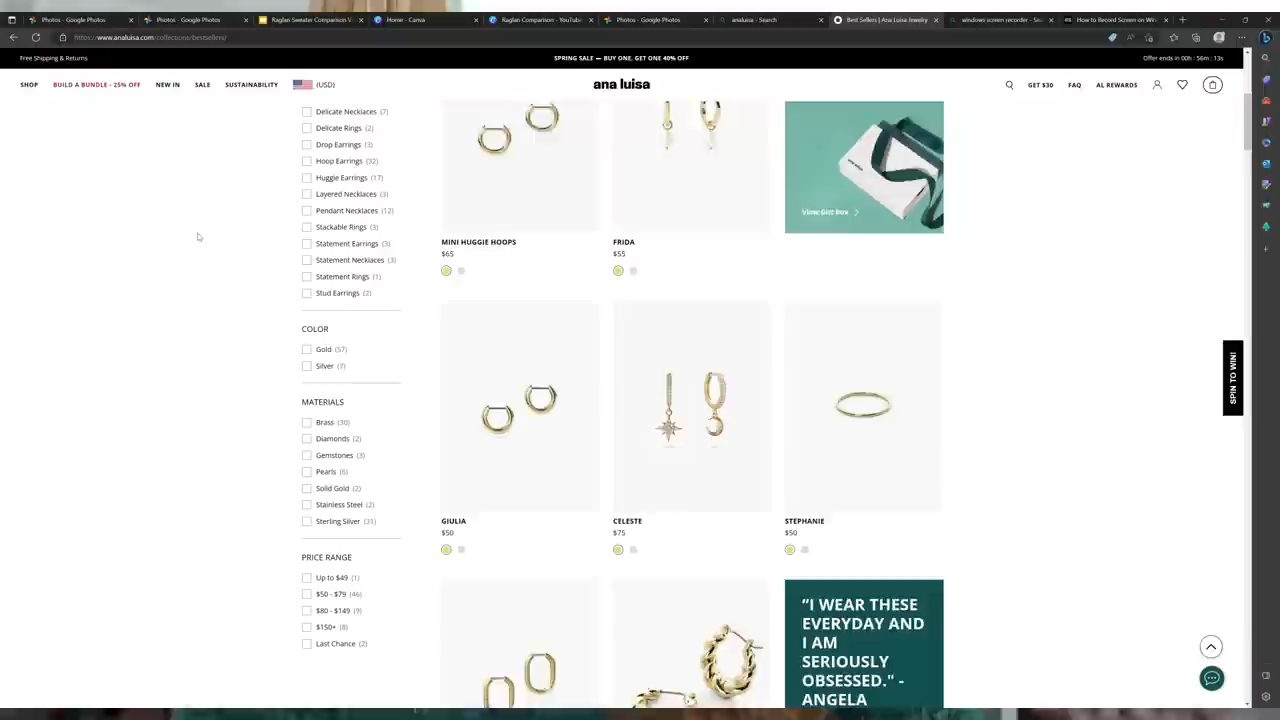 Photos - Google Photos
Photos - Google Photos
Raglan Sweater Comparison V
Home - Canva
Raglan Comparison - YouTube
Photos - Google Photos
analuisa - Search
Best Sellers | Ana Luisa Jewelry
windows screen recorder - Sea
How to Record Screen on Win
https://www.analuisa.com/collections/bestsellers/
Free Shipping & Returns
SPRING SALE — BUY ONE, GET ONE 40% OFF
Offer ends in 00h : 56m : 13s
SHOP
BUILD A BUNDLE - 25% OFF
NEW IN
SALE
SUSTAINABILITY
(USD)
ana luisa
GET $30
FAQ
AL REWARDS
Delicate Necklaces (7)
Delicate Rings (2)
Drop Earrings (3)
Hoop Earrings (32)
Huggie Earrings (17)
Layered Necklaces (3)
Pendant Necklaces (12)
Stackable Rings (3)
Statement Earrings (3)
Statement Necklaces (3)
Statement Rings (1)
Stud Earrings (2)
COLOR
Gold (57)
Silver (7)
MATERIALS
Brass (30)
Diamonds (2)
Gemstones (3)
Pearls (6)
Solid Gold (2)
Stainless Steel (2)
Sterling Silver (31)
PRICE RANGE
Up to $49 (1)
$50 - $79 (46)
$80 - $149 (9)
$150+ (8)
Last Chance (2)
View Gift Box
MINI HUGGIE HOOPS
$65
FRIDA
$55
GIULIA
$50
CELESTE
$75
STEPHANIE
$50
"I WEAR THESE
EVERYDAY AND
I AM
SERIOUSLY
OBSESSED." -
ANGELA
SPIN TO WIN!